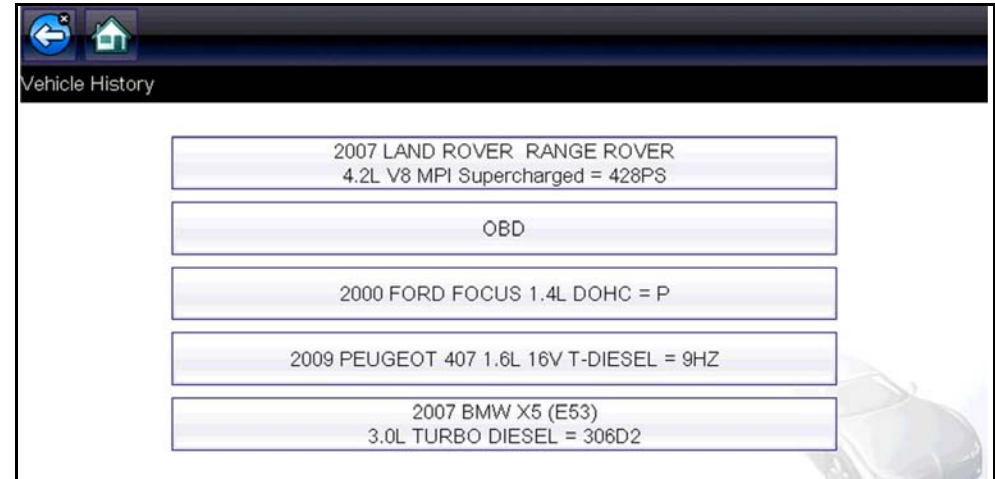 Vehicle History
2007 LAND ROVER  RANGE ROVER
4.2L V8 MPI Supercharged = 428PS
OBD
2000 FORD FOCUS 1.4L DOHC = P
2009 PEUGEOT 407 1.6L 16V T-DIESEL = 9HZ
2007 BMW X5 (E53)
3.0L TURBO DIESEL = 306D2